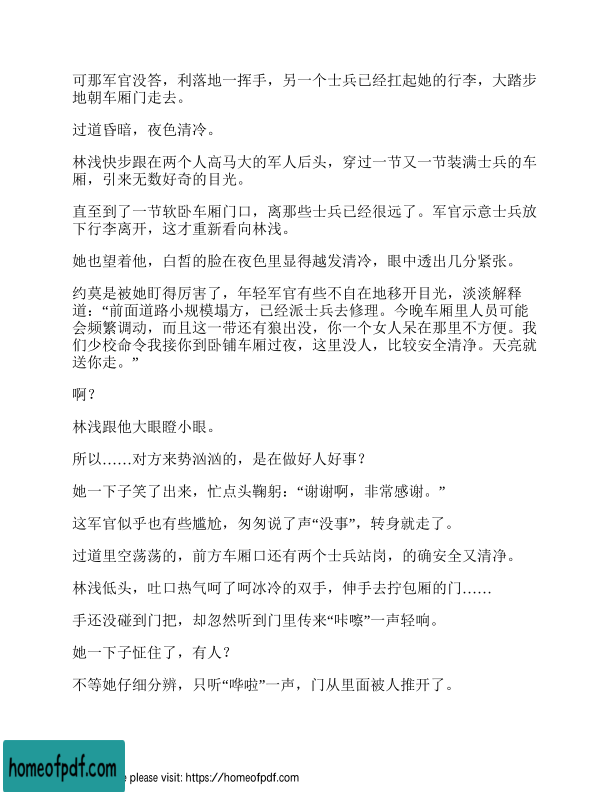 可那军官没答，利落地一挥手，另一个士兵已经扛起她的行李，大踏步
地朝车厢门走去。
过道昏暗，夜色清冷。
林浅快步跟在两个人高马大的军人后头，穿过一节又一节装满士兵的车
厢，引来无数好奇的目光。
直至到了一节软卧车厢门口，离那些士兵已经很远了。军官示意士兵放
下行李离开，这才重新看向林浅。
她也望着他，白皙的脸在夜色里显得越发清冷，眼中透出几分紧张。
约莫是被她盯得厉害了，年轻军官有些不自在地移开目光，淡淡解释
道：“前面道路小规模塌方，已经派士兵去修理。今晚车厢里人员可能
会频繁调动，而且这一带还有狼出没，你一个女人呆在那里不方便。我
们少校命令我接你到卧铺车厢过夜，这里没人，比较安全清净。天亮就
送你走。”
啊？
林浅跟他大眼瞪小眼。
所以……对方来势汹汹的，是在做好人好事？
她一下子笑了出来，忙点头鞠躬：“谢谢啊，非常感谢。”
这军官似乎也有些尴尬，匆匆说了声“没事”，转身就走了。
过道里空荡荡的，前方车厢口还有两个士兵站岗，的确安全又清净。
林浅低头，吐口热气呵了呵冰冷的双手，伸手去拧包厢的门……
手还没碰到门把，却忽然听到门里传来“咔嚓”一声轻响。
她一下子怔住了，有人？
不等她仔细分辨，只听“哗啦”一声，门从里面被人推开了。
homeofpdf.com
e please visit: https://homeofpdf.com